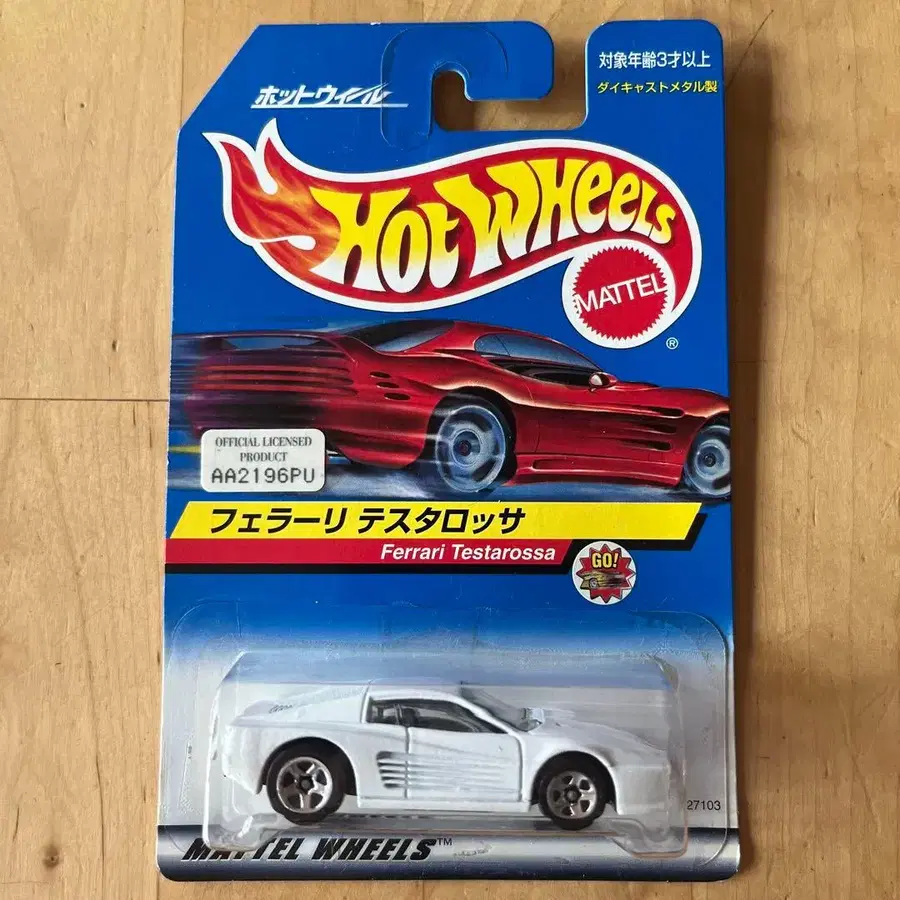 ホットウィール
対象年齢3才以上
ダイキャストメタル製
HOT WHEELS
MATTEL
®
OFFICIAL LICENSED
PRODUCT
AA2196PU
フェラーリ テスタロッサ
Ferrari Testarossa
GO!
27103
MATTEL WHEELS™